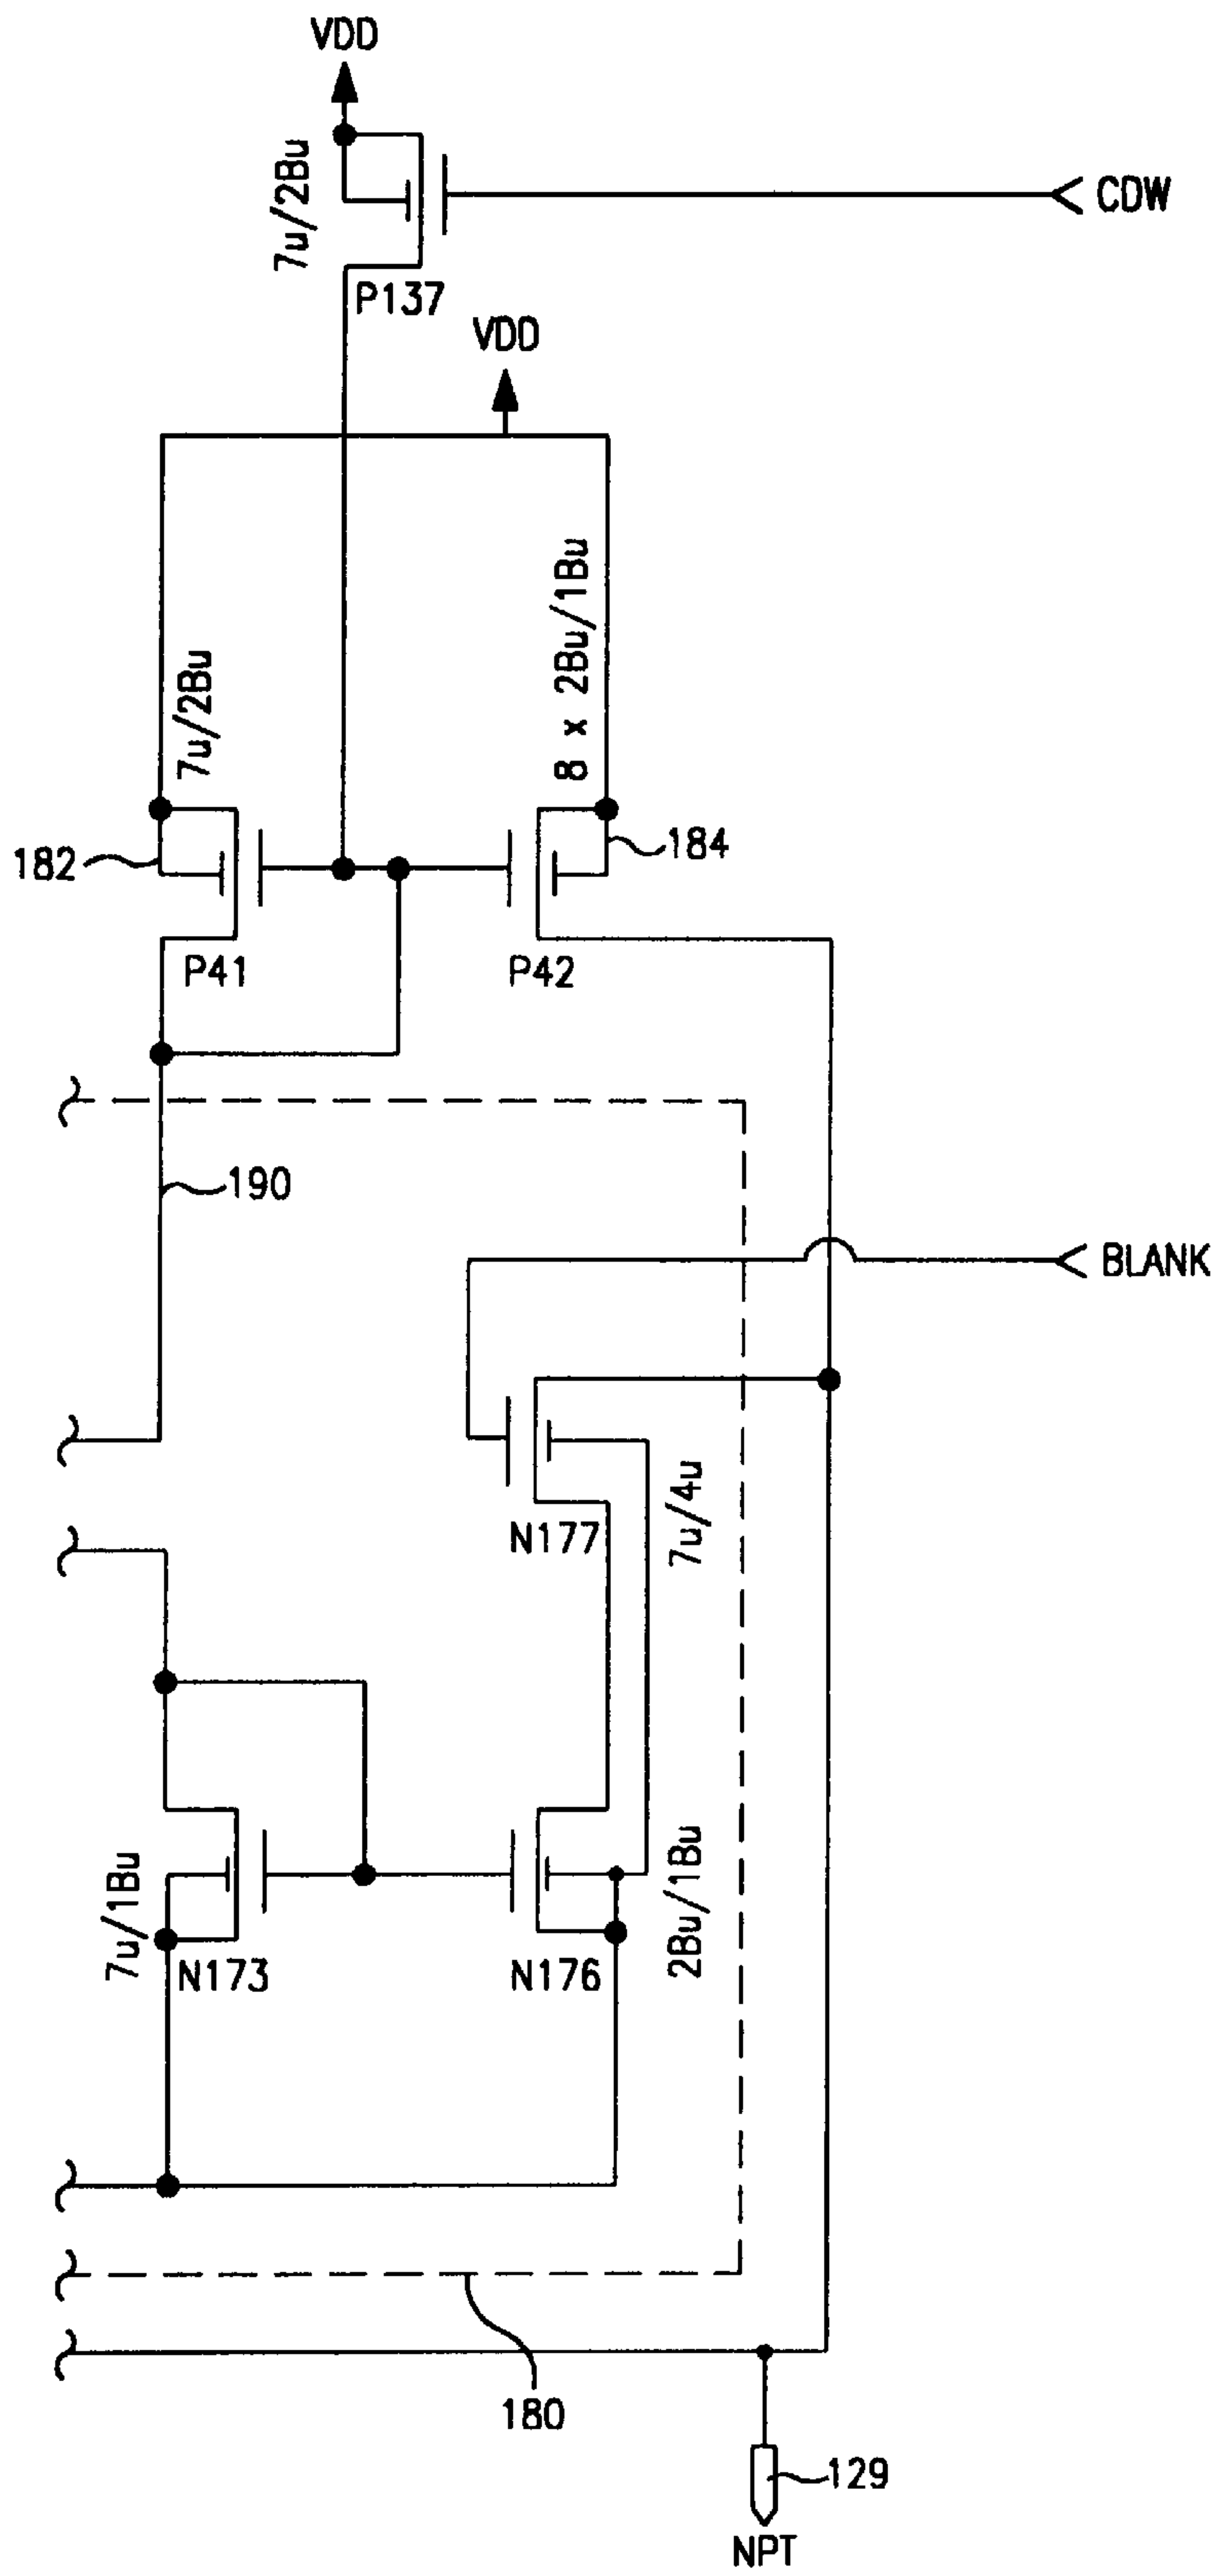 VDD
7u/2Bu
CDW
P137
VDD
7u/2Bu
8 x 2Bu/1Bu
182
184
P41
P42
190
BLANK
N177
7u/4u
7u/1Bu
2Bu/1Bu
N173
N176
180
129
NPT